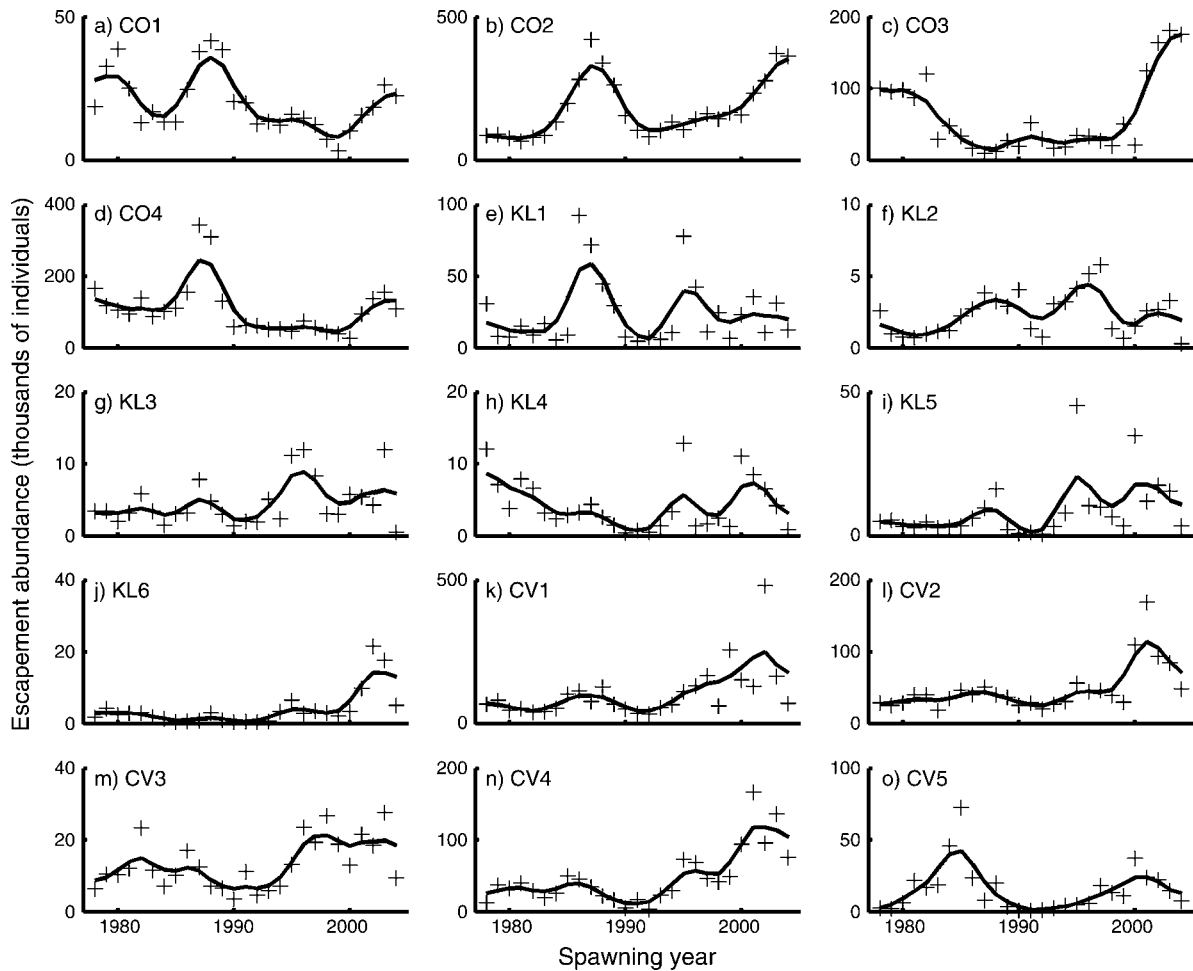 Escapement abundance (thousands of individuals)
a) CO1
50
0
b) CO2
500
0
c) CO3
200
100
0
d) CO4
400
200
0
e) KL1
100
50
0
f) KL2
10
5
0
g) KL3
20
10
0
h) KL4
20
10
0
i) KL5
50
0
j) KL6
40
20
0
k) CV1
500
0
l) CV2
200
100
0
m) CV3
40
20
0
1980 1990 2000
n) CV4
200
100
0
1980 1990 2000
o) CV5
100
50
0
1980 1990 2000
Spawning year